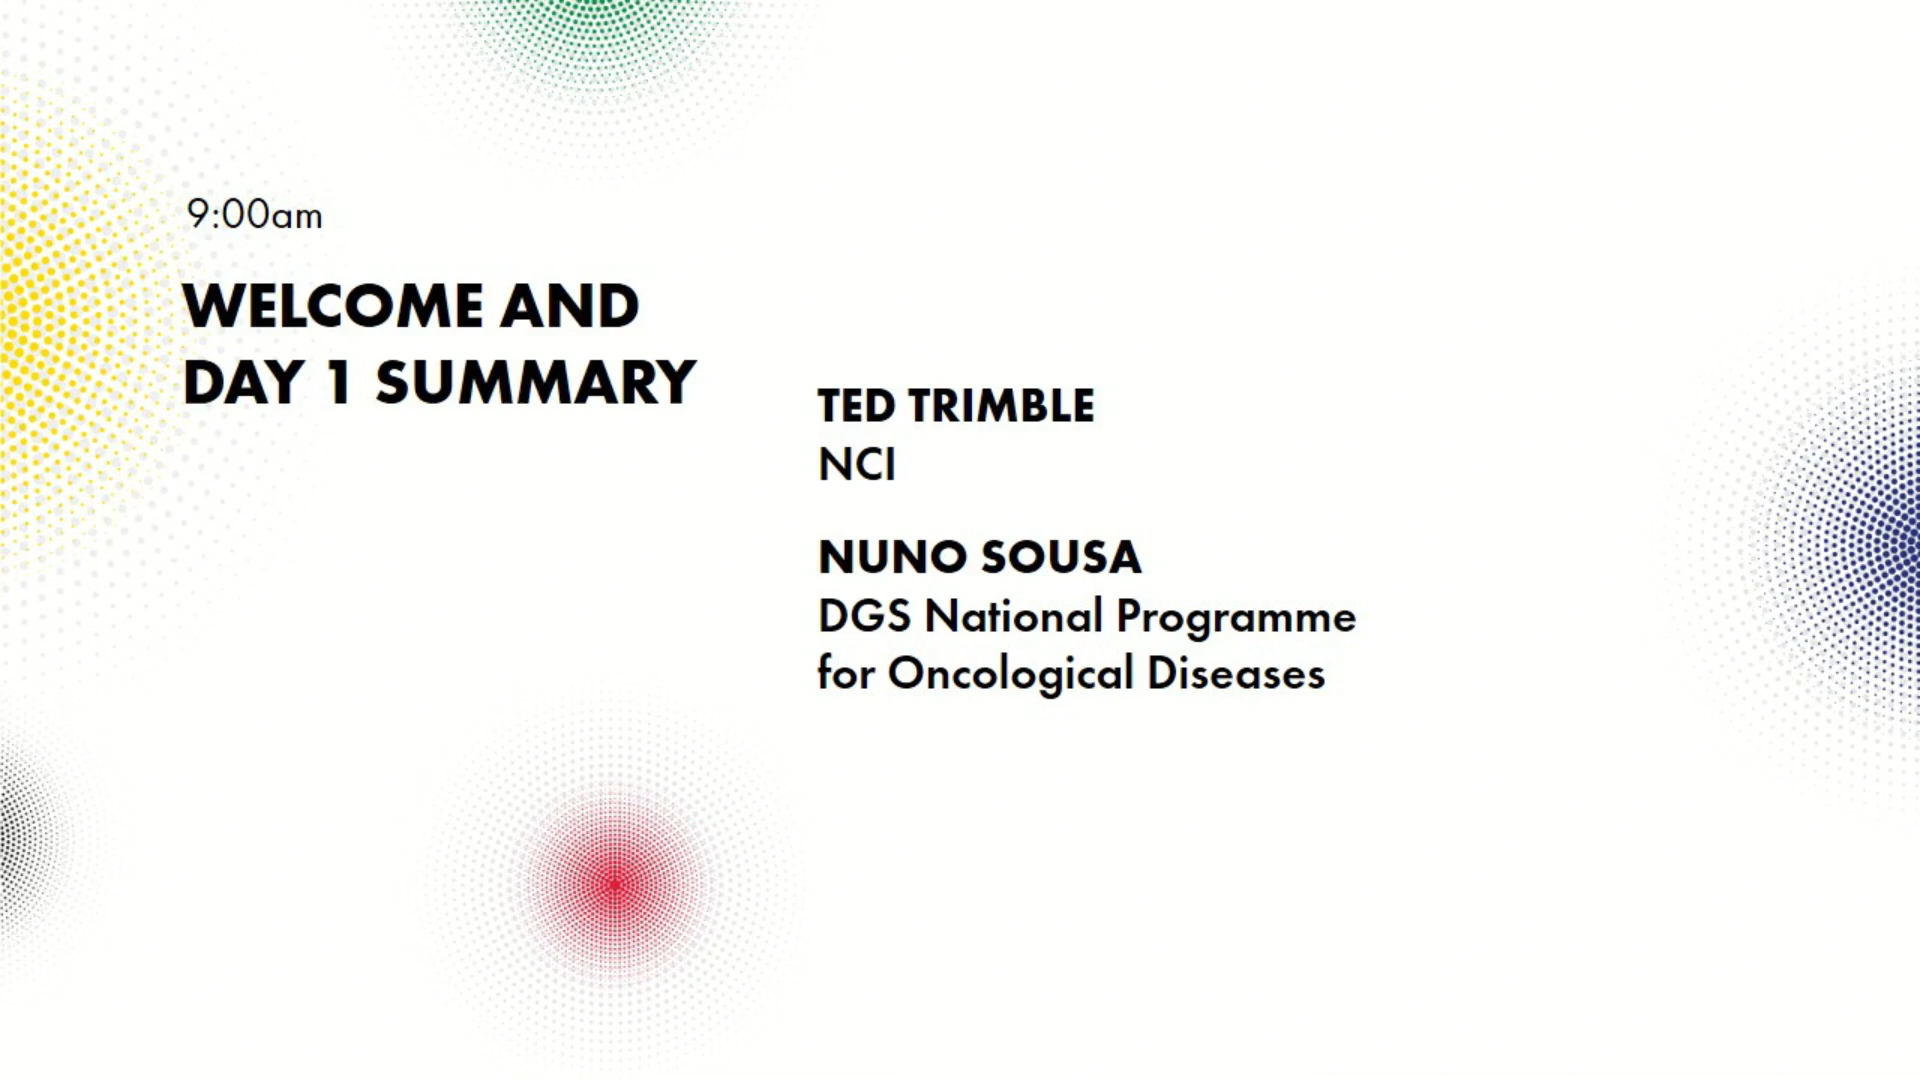 9:00am
WELCOME AND
DAY 1 SUMMARY
TED TRIMBLE
NCI
NUNO SOUSA
DGS National Programme
for Oncological Diseases